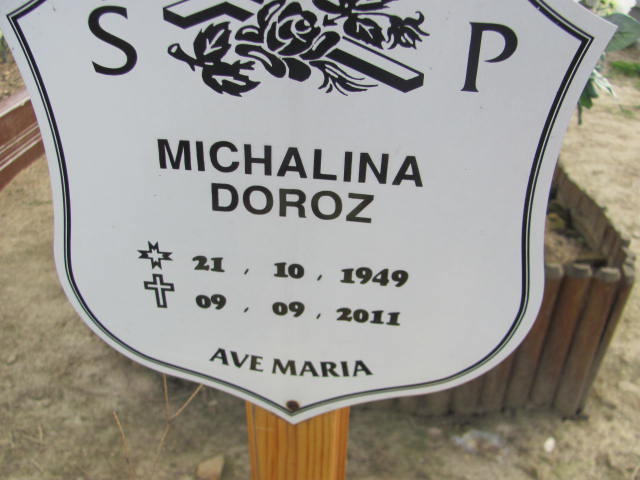 S P
MICHALINA
DOROZ
21 , 10 , 1949
09 , 09 , 2011
AVE MARIA